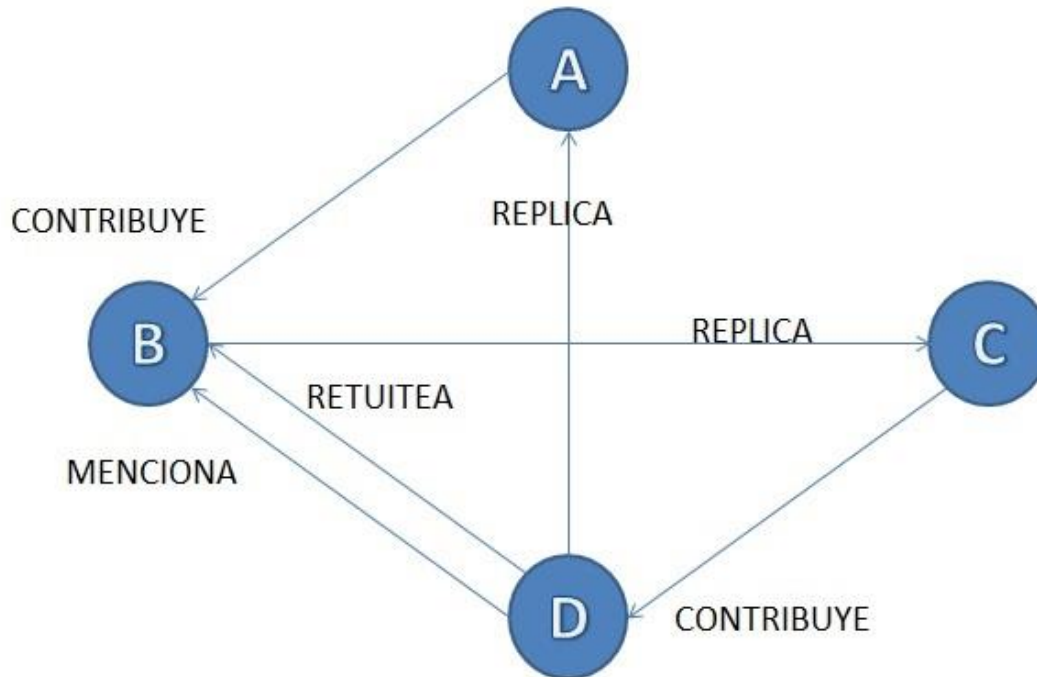 A
CONTRIBUYE
REPLICA
B
REPLICA
C
RETUITEA
MENCIONA
D
CONTRIBUYE